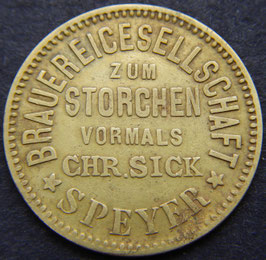 BRAUEREIGESELLSCHAFT
ZUM
STORCHEN
VORMALS
CHR. SICK
SPEYER